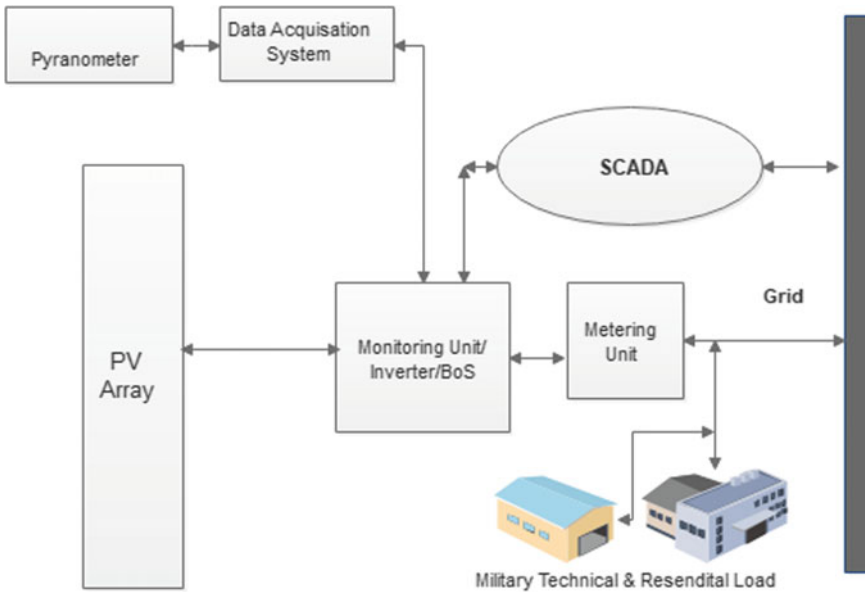 Pyranometer
Data Acquisation
System
SCADA
Grid
PV
Array
Monitoring Unit/
Inverter/BoS
Metering
Unit
Military Technical & Resendital Load